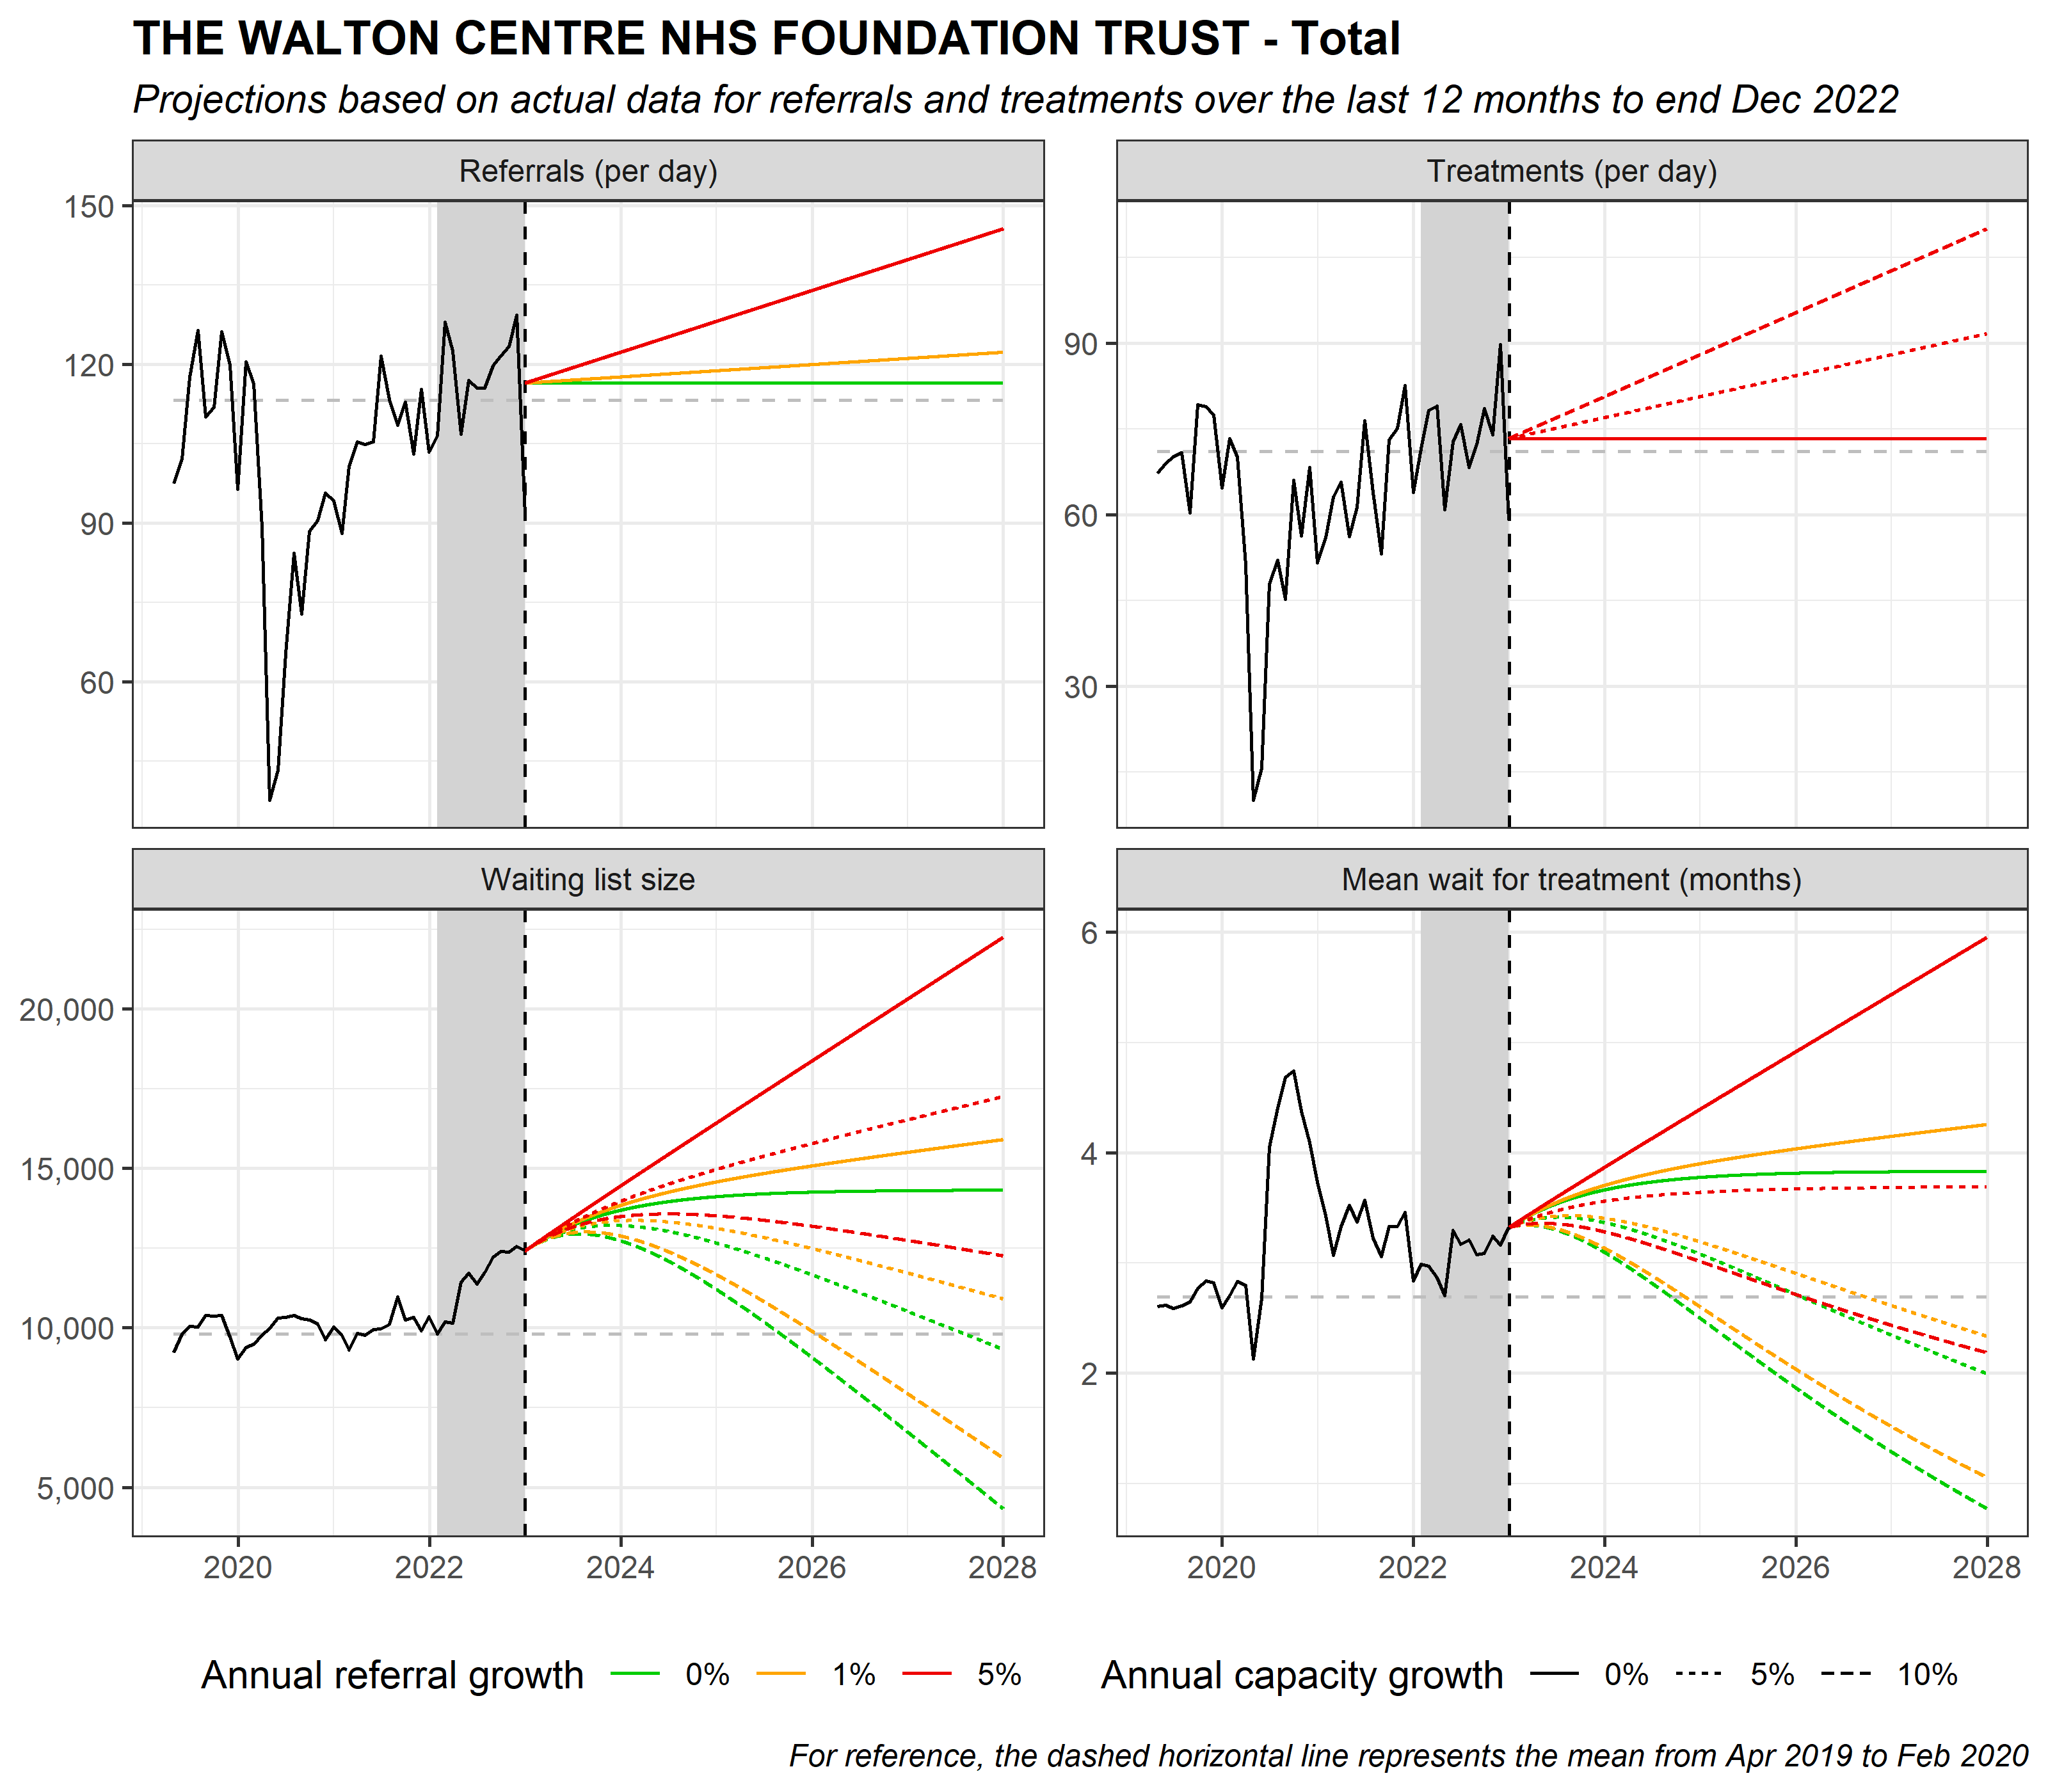 THE WALTON CENTRE NHS FOUNDATION TRUST - Total
Projections based on actual data for referrals and treatments over the last 12 months to end Dec 2022
Referrals (per day)
150
120
90
60
Treatments (per day)
90
60
30
Waiting list size
20,000
15,000
10,000
5,000
2020 2022 2024 2026 2028
Mean wait for treatment (months)
6
4
2
2020 2022 2024 2026 2028
Annual referral growth 0% 1% 5%
Annual capacity growth 0% 5% 10%
For reference, the dashed horizontal line represents the mean from Apr 2019 to Feb 2020